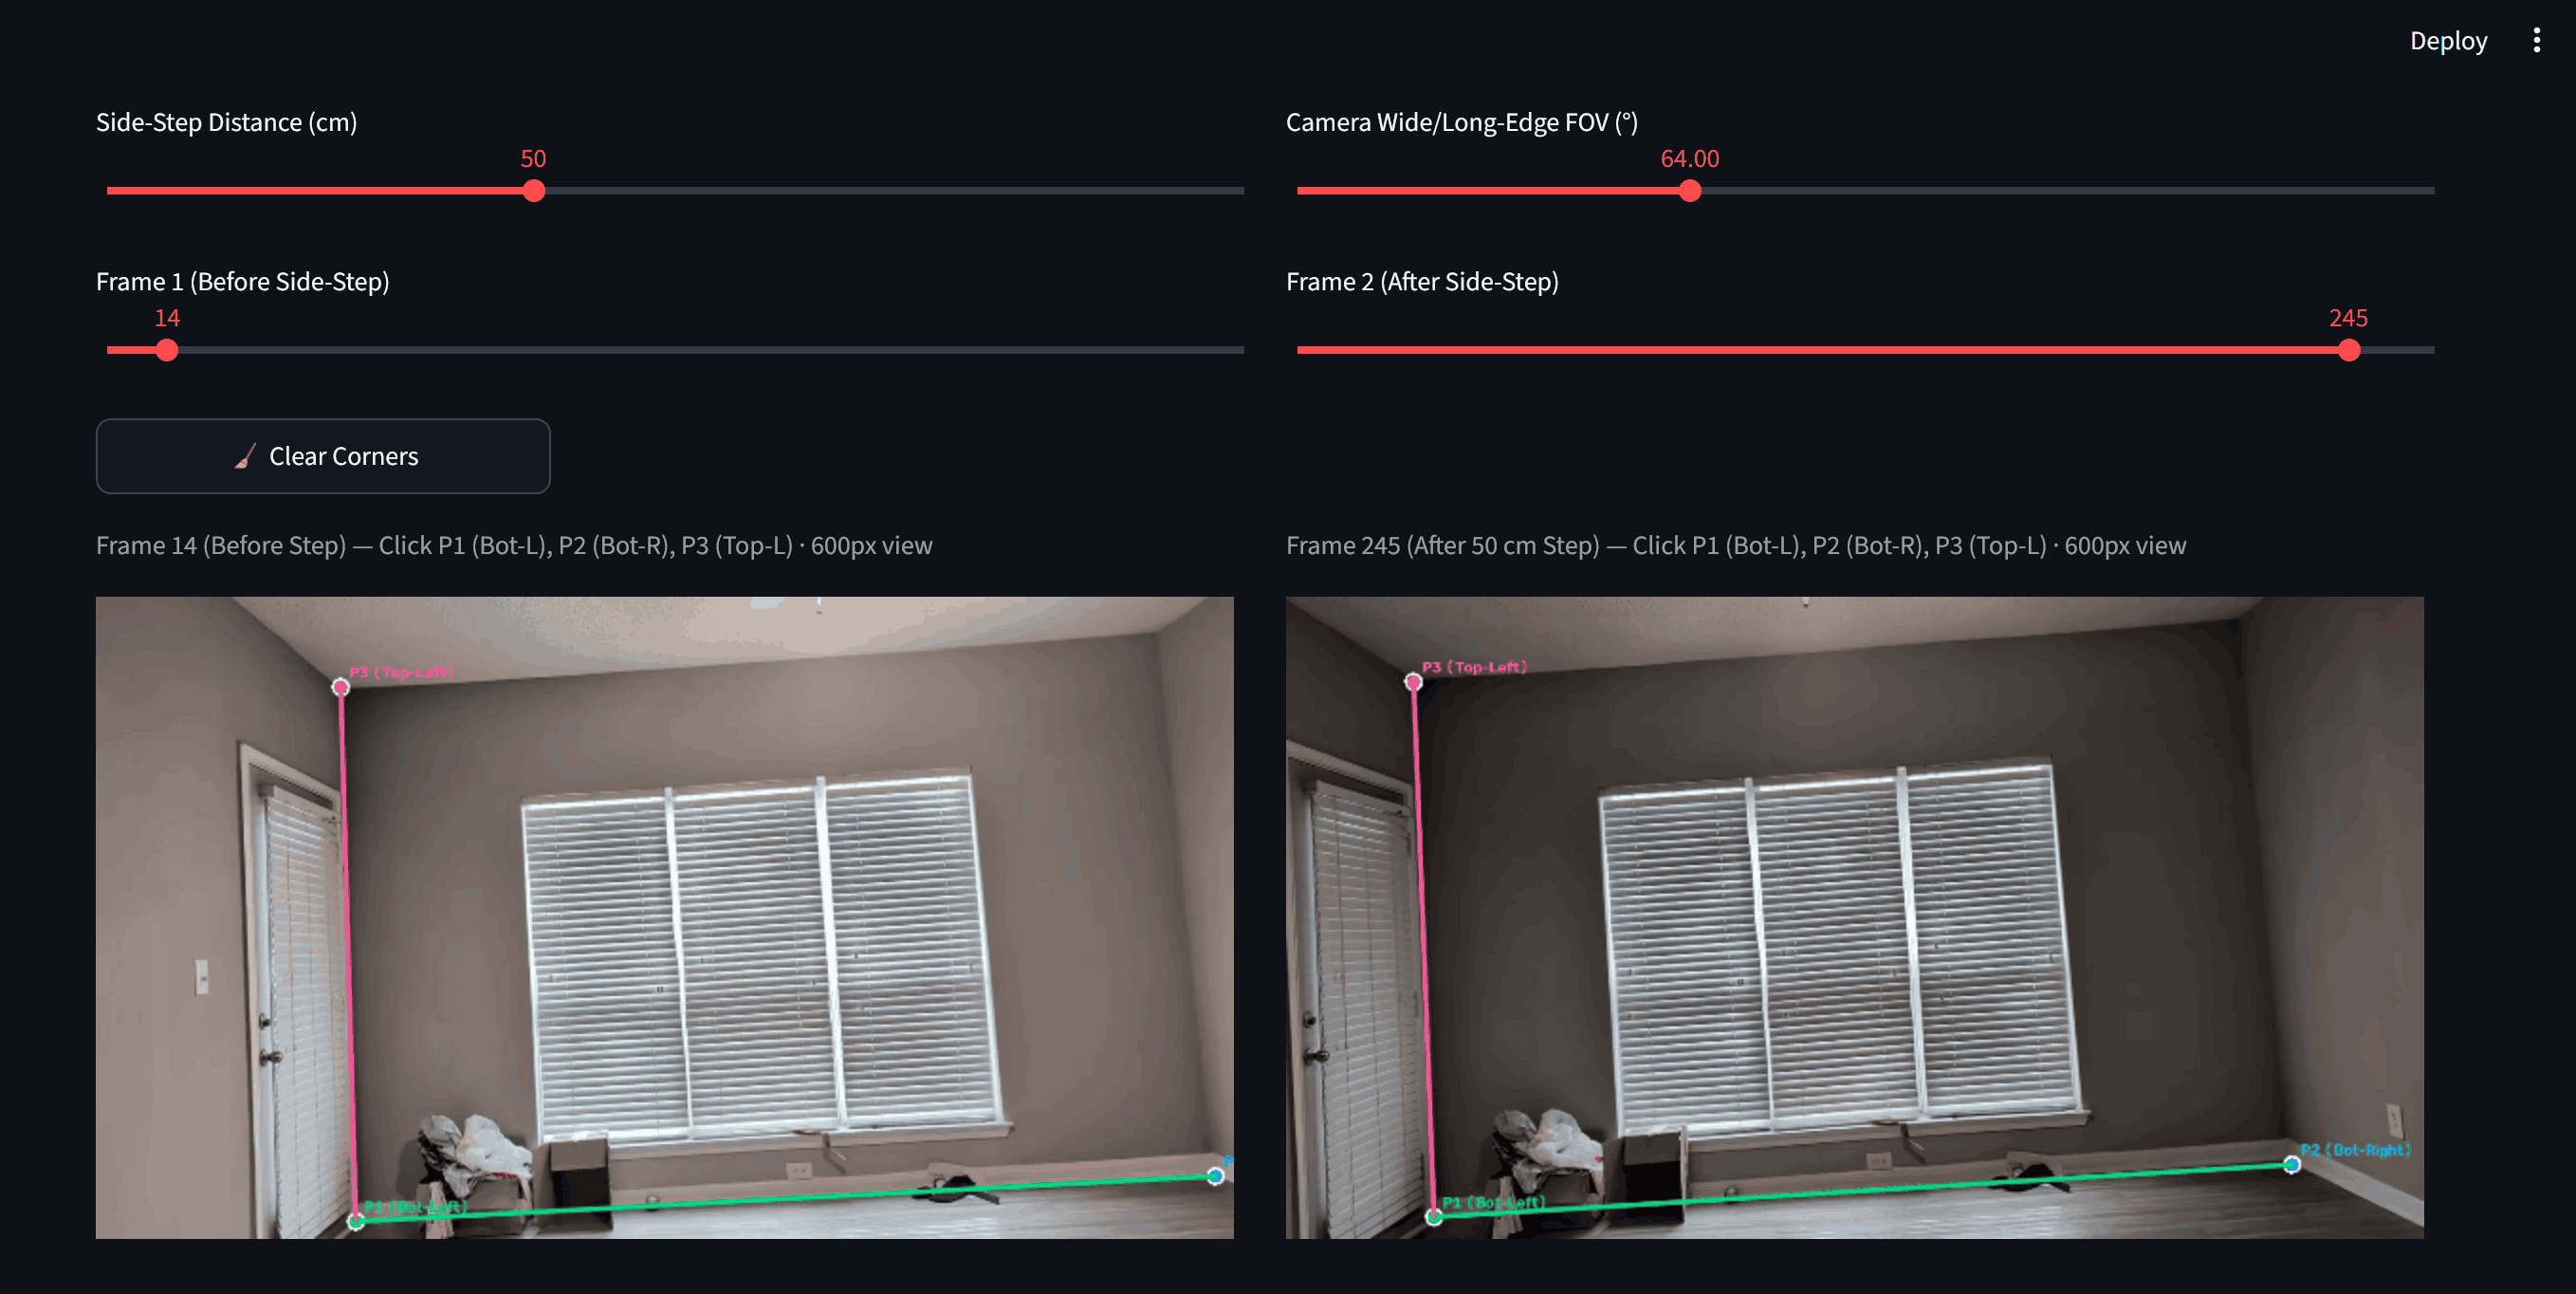 Deploy
Side-Step Distance (cm)
50
Camera Wide/Long-Edge FOV (°)
64.00
Frame 1 (Before Side-Step)
14
Frame 2 (After Side-Step)
245
Clear Corners
Frame 14 (Before Step) — Click P1 (Bot-L), P2 (Bot-R), P3 (Top-L) · 600px view
P3 (Top-Left)
P1 (Bot-Left)
P
Frame 245 (After 50 cm Step) — Click P1 (Bot-L), P2 (Bot-R), P3 (Top-L) · 600px view
P3 (Top-Left)
P2 (Bot-Right)
P1 (Bot-Left)